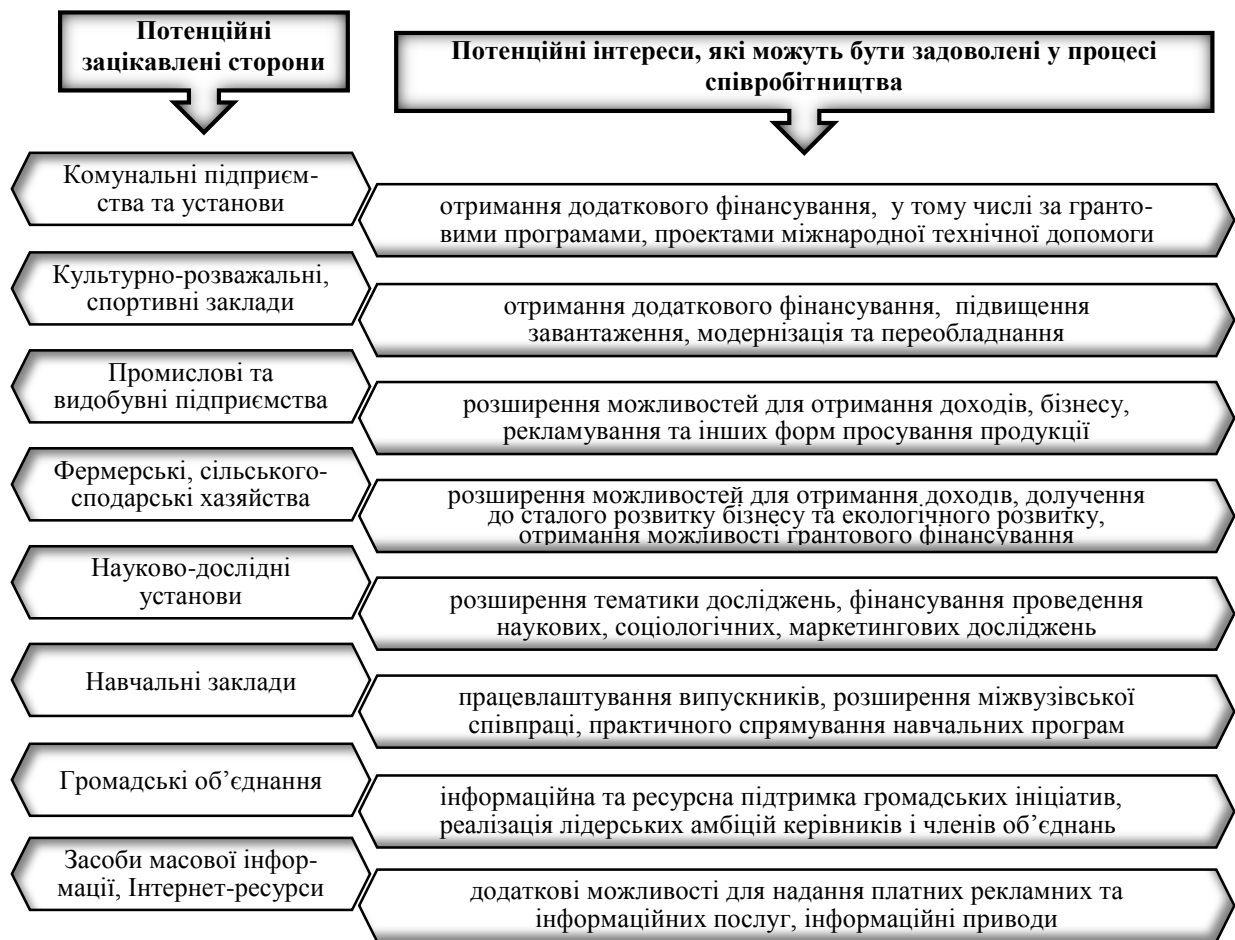 Потенційні
зацікавлені сторони
Потенційні інтереси, які можуть бути задоволені у процесі
співробітництва
Комунальні підприєм-
ства та установи
отримання додаткового фінансування, у тому числі за гранто-
вими програмами, проектами міжнародної технічної допомоги
Культурно-розважальні,
спортивні заклади
отримання додаткового фінансування, підвищення
завантаження, модернізація та переобладнання
Промислові та
видобувні підприємства
розширення можливостей для отримання доходів, бізнесу,
рекламування та інших форм просування продукції
Фермерські, сільського-
сподарські хазяйства
розширення можливостей для отримання доходів, долучення
до сталого розвитку бізнесу та екологічного розвитку,
отримання можливості грантового фінансування
Науково-дослідні
установи
розширення тематики досліджень, фінансування проведення
наукових, соціологічних, маркетингових досліджень
Навчальні заклади
працевлаштування випускників, розширення міжвузівської
співпраці, практичного спрямування навчальних програм
Громадські об’єднання
інформаційна та ресурсна підтримка громадських ініціатив,
реалізація лідерських амбіцій керівників і членів об’єднань
Засоби масової інфор-
мації, Інтернет-ресурси
додаткові можливості для надання платних рекламних та
інформаційних послуг, інформаційні приводи